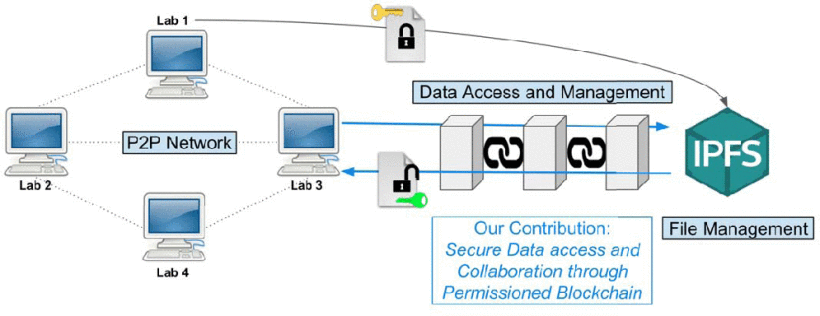 Lab 1
Data Access and Management
P2P Network
IPFS
Lab 2
Lab 3
Lab 4
Our Contribution:
Secure Data access and
Collaboration through
Permissioned Blockchain
File Management